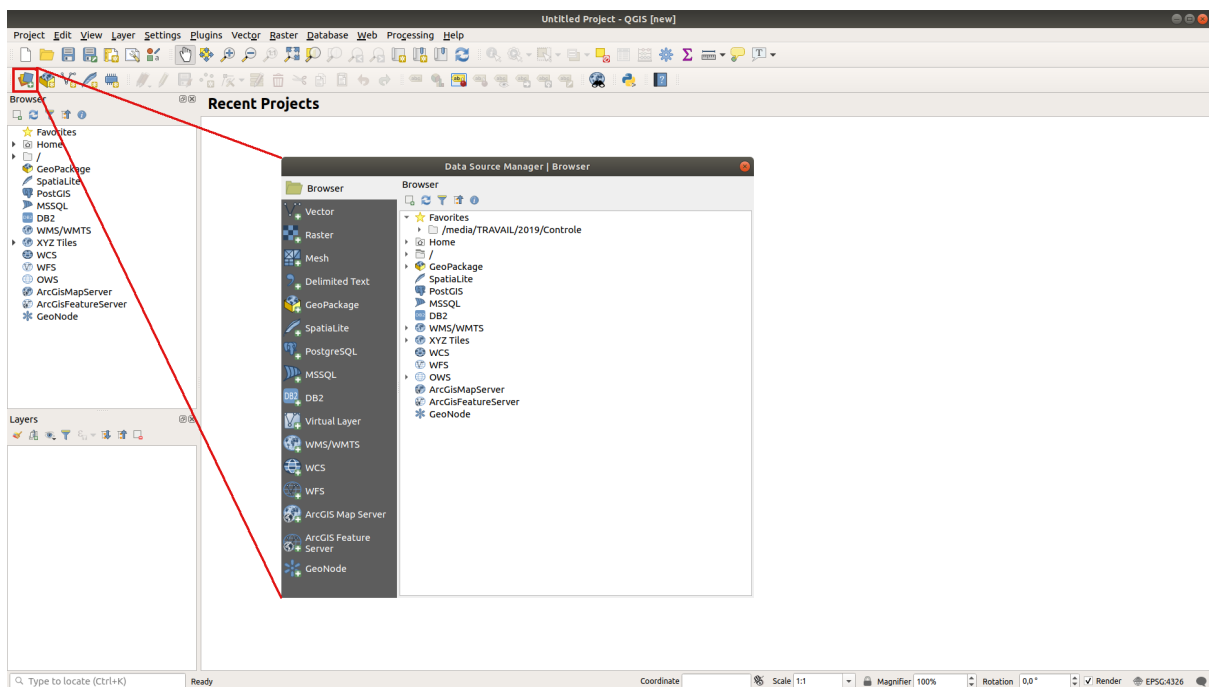 Untitled Project - QGIS [new]
Project Edit View Layer Settings Plugins Vector Raster Database Web Processing Help
Browser
Favorites
Home
/
GeoPackage
SpatiaLite
PostGIS
MSSQL
DB2
WMS/WMTS
XYZ Tiles
WCS
WFS
OWS
ArcGisMapServer
ArcGisFeatureServer
GeoNode
Layers
Recent Projects
Data Source Manager | Browser
Browser
Vector
Raster
Mesh
Delimited Text
GeoPackage
SpatiaLite
PostgreSQL
MSSQL
DB2
Virtual Layer
WMS/WMTS
WCS
WFS
ArcGIS Map Server
ArcGIS Feature
Server
GeoNode
Browser
Favorites
/media/TRAVAIL/2019/Controle
Home
/
GeoPackage
SpatiaLite
PostGIS
MSSQL
DB2
WMS/WMTS
XYZ Tiles
WCS
WFS
OWS
ArcGisMapServer
ArcGisFeatureServer
GeoNode
Type to locate (Ctrl+K) Ready Coordinate Scale 1:1 Magnifier 100% Rotation 0,0 ° Render EPSG:4326